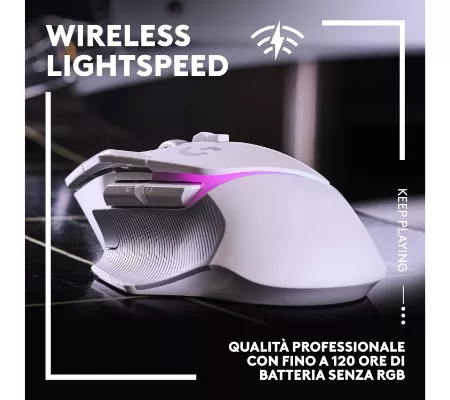 WIRELESS
LIGHTSPEED
KEEP PLAYING
QUALITÀ PROFESSIONALE
CON FINO A 120 ORE DI
BATTERIA SENZA RGB